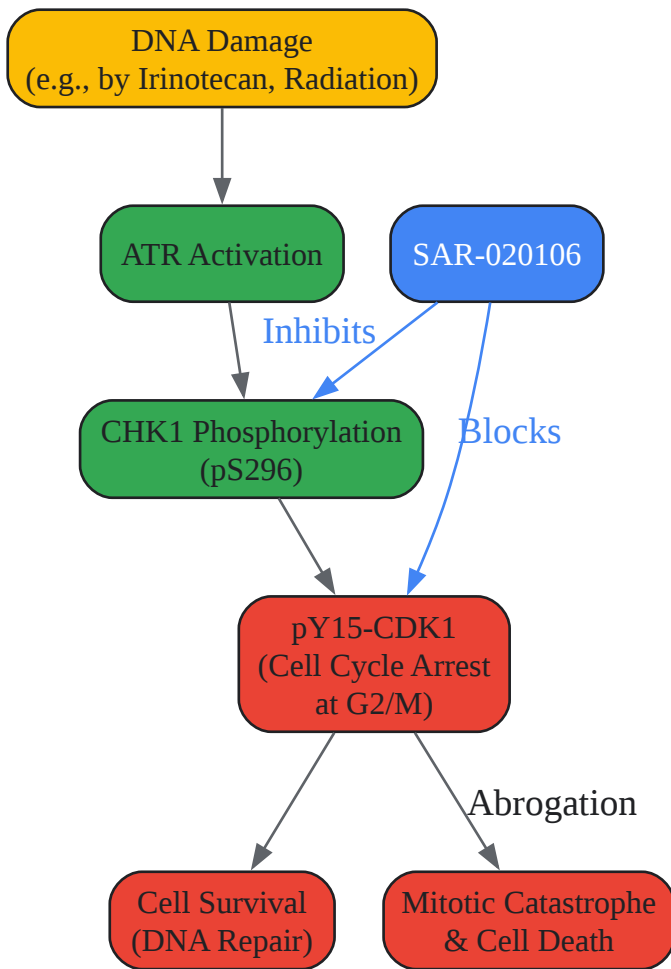 DNA Damage
(e.g., by Irinotecan, Radiation)
ATR Activation
SAR-020106
Inhibits
CHK1 Phosphorylation
(pS296)
Blocks
pY15-CDK1
(Cell Cycle Arrest
at G2/M)
Abrogation
Cell Survival
(DNA Repair)
Mitotic Catastrophe
& Cell Death